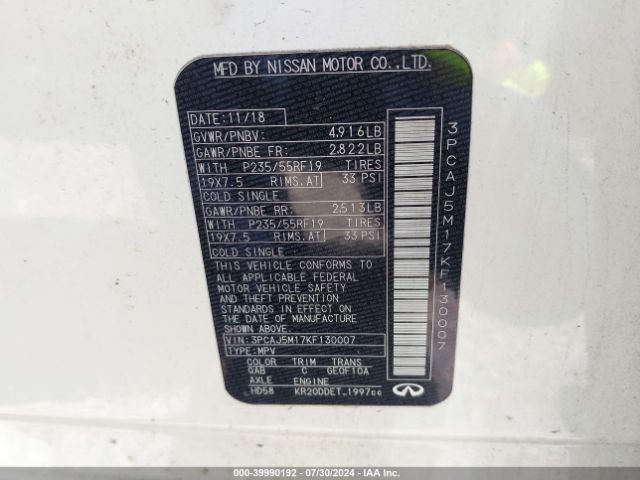 MFD BY NISSAN MOTOR CO.,LTD.
DATE:11/18
GVWR/PNBV: 4,916LB
GAWR/PNBE FR: 2,822LB
WITH P235/55RF19 TIRES
19X7.5 RIMS,AT 33 PSI
COLD SINGLE
GAWR/PNBE RR: 2,513LB
WITH P235/55RF19 TIRES
19X7.5 RIMS,AT 33 PSI
COLD SINGLE
THIS VEHICLE CONFORMS TO
ALL APPLICABLE FEDERAL
MOTOR VEHICLE SAFETY
AND THEFT PREVENTION
STANDARDS IN EFFECT ON
THE DATE OF MANUFACTURE
SHOWN ABOVE
VIN: 3PCAJ5M17KF130007
TYPE:MPV
COLOR TRIM TRANS
GAB C GE0F10A
AXLE ENGINE
HD58 KR20DDET 1997cc
3PCAJ5M17KF130007
000-39990192 - 07/30/2024 - IAA Inc.